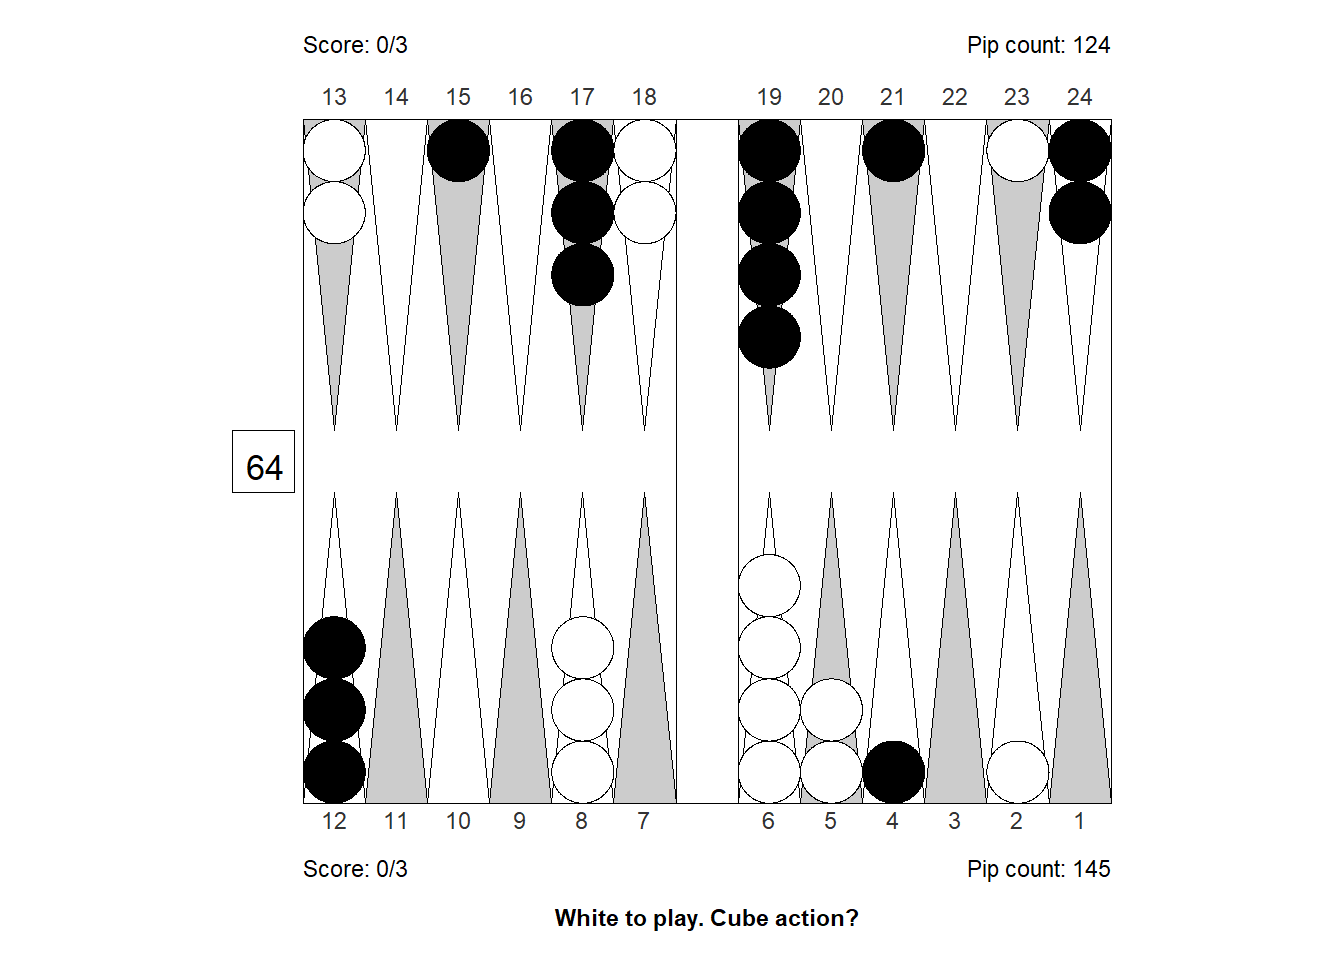 Score: 0/3 Pip count: 124
13 14 15 16 17 18 19 20 21 22 23 24
64
12 11 10 9 8 7 6 5 4 3 2 1
Score: 0/3 Pip count: 145
White to play. Cube action?